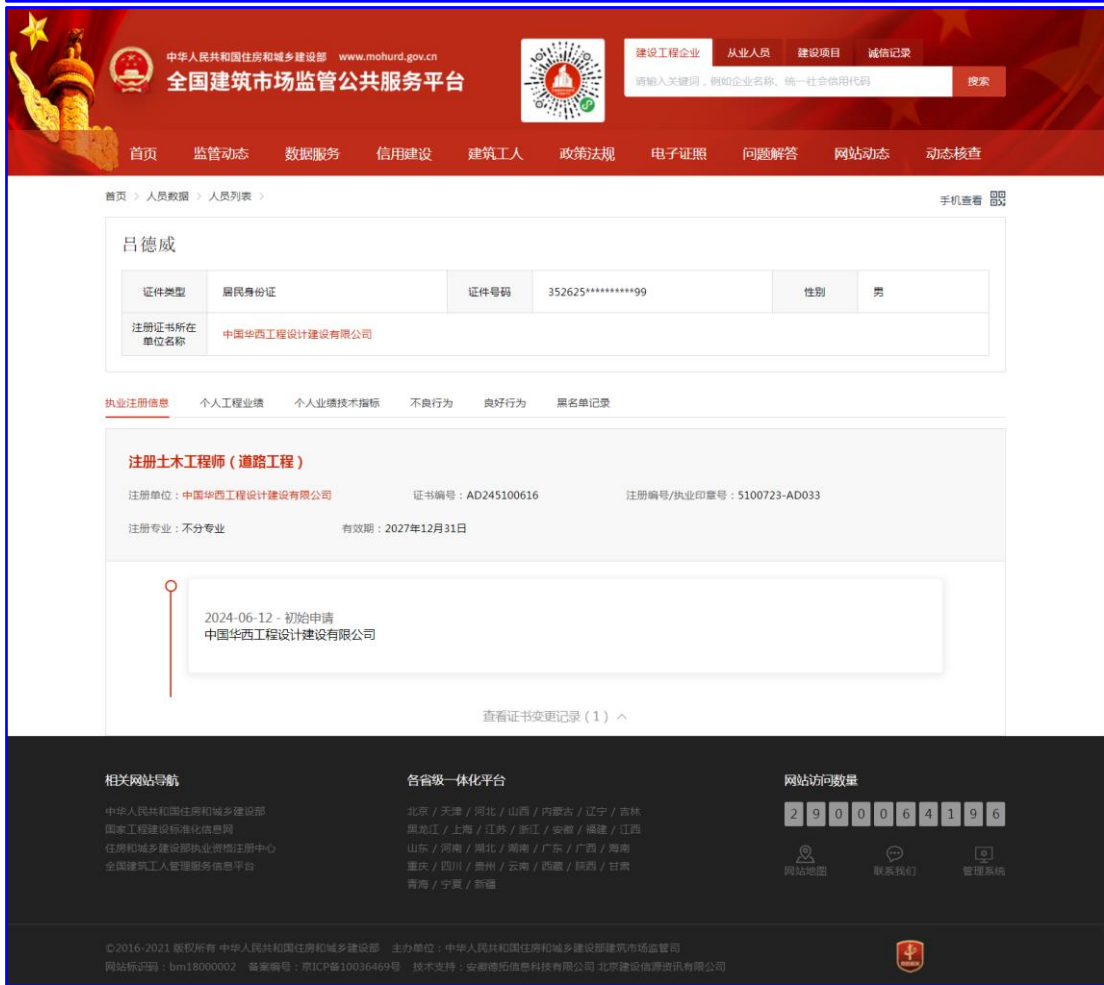 中华人民共和国住房和城乡建设部 www.mohurd.gov.cn
全国建筑市场监管公共服务平台
建设工程企业 从业人员 建设项目 诚信记录
请输入关键词，例如企业名称、统一社会信用代码 搜索
首页 监管动态 数据服务 信用建设 建筑工人 政策法规 电子证照 问题解答 网站动态 动态核查
首页 > 人员数据 > 人员列表 >
手机查看
吕德威
证件类型 居民身份证 证件号码 352625**********99 性别 男
注册证书所在
单位名称
中国华西工程设计建设有限公司
执业注册信息 个人工程业绩 个人业绩技术指标 不良行为 良好行为 黑名单记录
注册土木工程师（道路工程）
注册单位：中国华西工程设计建设有限公司 证书编号：AD245100616 注册编号/执业印章号：5100723-AD033
注册专业：不分专业 有效期：2027年12月31日
2024-06-12 - 初始申请
中国华西工程设计建设有限公司
查看证书变更记录（1）
相关网站导航
中华人民共和国住房和城乡建设部
国家工程建设标准化信息网
住房和城乡建设部执业资格注册中心
全国建筑工人管理服务信息平台
各省级一体化平台
北京 / 天津 / 河北 / 山西 / 内蒙古 / 辽宁 / 吉林
黑龙江 / 上海 / 江苏 / 浙江 / 安徽 / 福建 / 江西
山东 / 河南 / 湖北 / 湖南 / 广东 / 广西 / 海南
重庆 / 四川 / 贵州 / 云南 / 西藏 / 陕西 / 甘肃
青海 / 宁夏 / 新疆
网站访问数量
2 9 0 0 0 6 4 1 9 6
网站地图 联系我们 管理系统
©2016-2021 版权所有 中华人民共和国住房和城乡建设部 主办单位：中华人民共和国住房和城乡建设部建筑市场监管司
网站标识码：bm18000002 备案编号：京ICP备10036469号 技术支持：安徽德拓信息科技有限公司 北京建设信源资讯有限公司